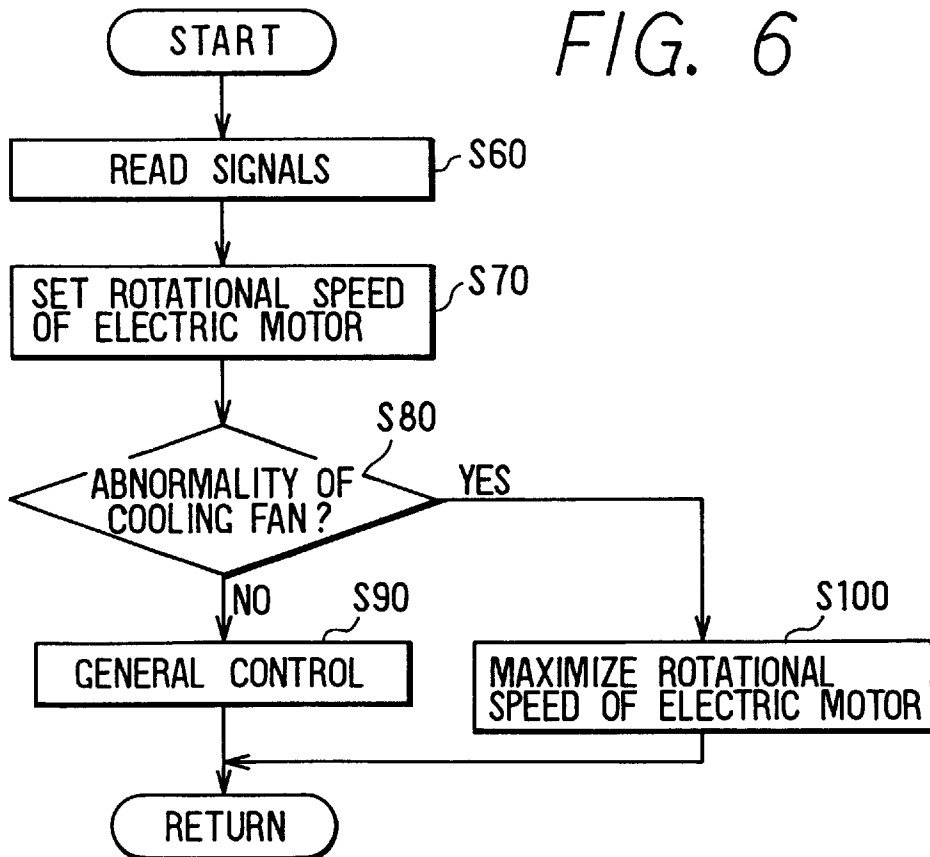 FIG. 6
START
READ SIGNALS
S60
SET ROTATIONAL SPEED
OF ELECTRIC MOTOR
S70
S80
ABNORMALITY OF
COOLING FAN?
YES
NO
S90
GENERAL CONTROL
S100
MAXIMIZE ROTATIONAL
SPEED OF ELECTRIC MOTOR
RETURN